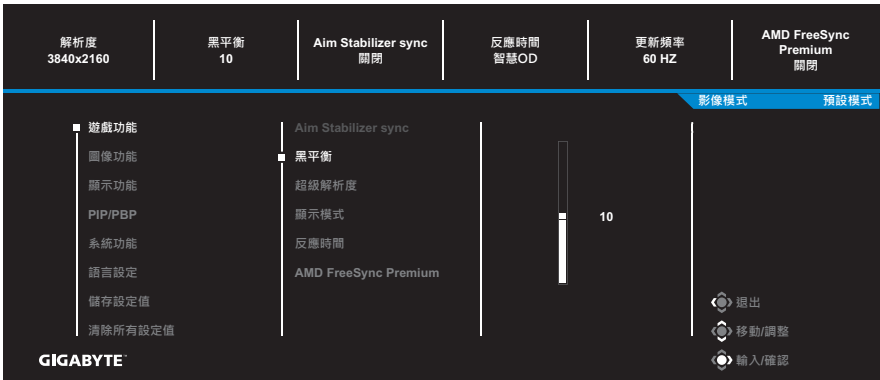 解析度
3840x2160
黑平衡
10
Aim Stabilizer sync
關閉
反應時間
智慧OD
更新頻率
60 HZ
AMD FreeSync
Premium
關閉
影像模式 預設模式
遊戲功能
圖像功能
顯示功能
PIP/PBP
系統功能
語言設定
儲存設定值
清除所有設定值
Aim Stabilizer sync
黑平衡
超級解析度
顯示模式
反應時間
AMD FreeSync Premium
10
退出
移動/調整
輸入/確認
GIGABYTE™